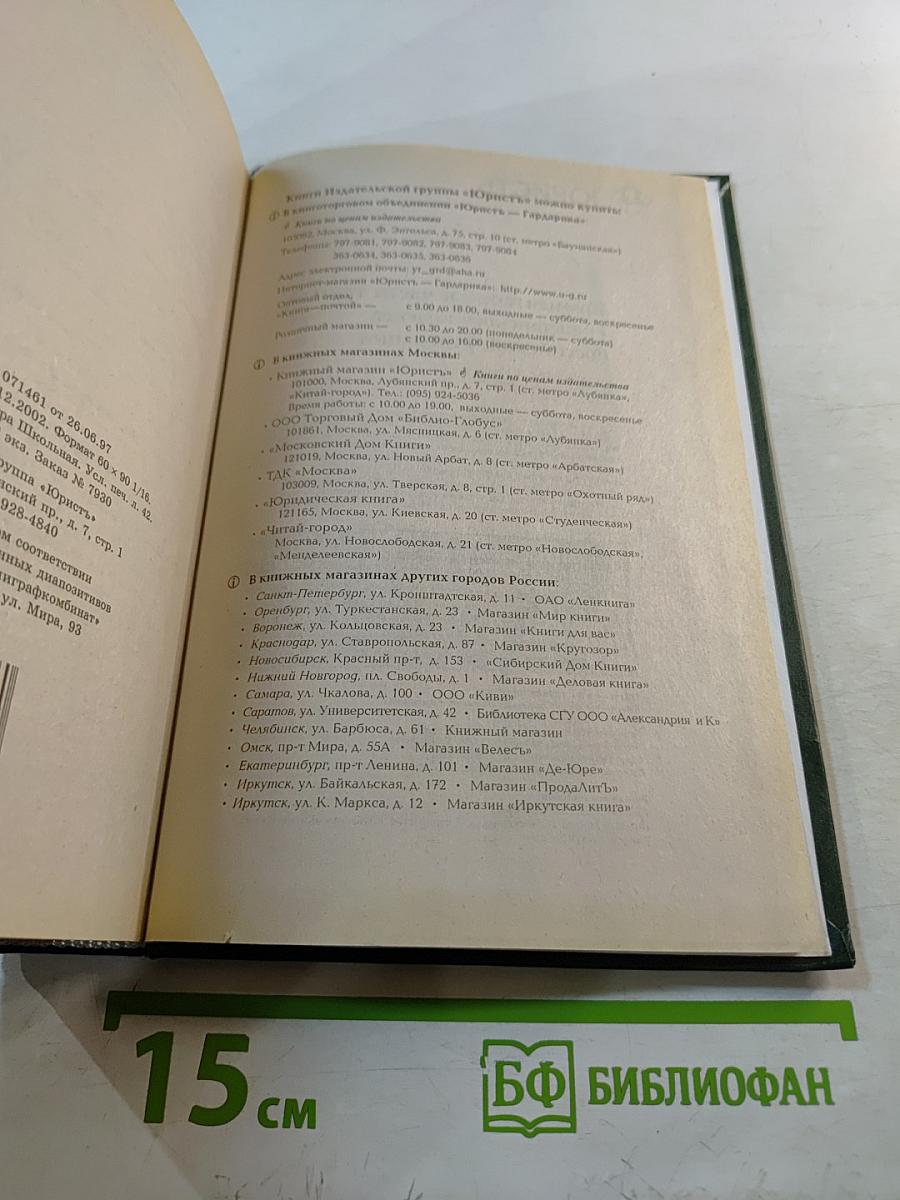 071461 от 26.06.97
12.2002. Формат 60 × 90 1/16.
ра Школьная. Усл. печ. л. 42.
экз. Заказ № 7930
руппа «Юристъ»
нский пр., д. 7, стр. 1
928-4840
ом соответствии
нных диапозитивов
лиграфкомбинат»
ул. Мира, 93
Книги Издательской группы «Юристъ» можно купить:
В книготорговом объединении «Юристъ — Гардарика»
Книги по ценам издательства
105082, Москва, ул. Ф. Энгельса, д. 75, стр. 10 (ст. метро «Бауманская»)
Телефоны: 797-9081, 797-9082, 797-9083, 797-9084
363-0634, 363-0635, 363-0636
Адрес электронной почты: yr_grd@aha.ru
Интернет-магазин «Юристъ — Гардарика»: http://www.u-g.ru
Оптовый отдел,
«Книга—почтой» — с 9.00 до 18.00, выходные — суббота, воскресенье
Розничный магазин — с 10.30 до 20.00 (понедельник — суббота)
с 10.00 до 16.00 (воскресенье)
В книжных магазинах Москвы:
• Книжный магазин «Юристъ» Книги по ценам издательства
101000, Москва, Лубянский пр., д. 7, стр. 1 (ст. метро «Лубянка»,
«Китай-город»). Тел.: (095) 924-5036
Время работы: с 10.00 до 19.00, выходные — суббота, воскресенье
• ООО Торговый Дом «Библио-Глобус»
101861, Москва, ул. Мясницкая, д. 6 (ст. метро «Лубянка»)
• «Московский Дом Книги»
121019, Москва, ул. Новый Арбат, д. 8 (ст. метро «Арбатская»)
• ТДК «Москва»
103009, Москва, ул. Тверская, д. 8, стр. 1 (ст. метро «Охотный ряд»)
• «Юридическая книга»
121165, Москва, ул. Киевская, д. 20 (ст. метро «Студенческая»)
• «Читай-город»
Москва, ул. Новослободская, д. 21 (ст. метро «Новослободская»,
«Менделеевская»)
В книжных магазинах других городов России:
• Санкт-Петербург, ул. Кронштадтская, д. 11 • ОАО «Ленкнига»
• Оренбург, ул. Туркестанская, д. 23 • Магазин «Мир книги»
• Воронеж, ул. Кольцовская, д. 23 • Магазин «Книги для вас»
• Краснодар, ул. Ставропольская, д. 87 • Магазин «Кругозор»
• Новосибирск, Красный пр-т, д. 153 • «Сибирский Дом Книги»
• Нижний Новгород, пл. Свободы, д. 1 • Магазин «Деловая книга»
• Самара, ул. Чкалова, д. 100 • ООО «Киви»
• Саратов, ул. Университетская, д. 42 • Библиотека СГУ ООО «Александрия и К»
• Челябинск, ул. Барбюса, д. 61 • Книжный магазин
• Омск, пр-т Мира, д. 55А • Магазин «Велесъ»
• Екатеринбург, пр-т Ленина, д. 101 • Магазин «Де-Юре»
• Иркутск, ул. Байкальская, д. 172 • Магазин «ПродаЛитЪ»
• Иркутск, ул. К. Маркса, д. 12 • Магазин «Иркутская книга»
15 см
БФ БИБЛИОФАН